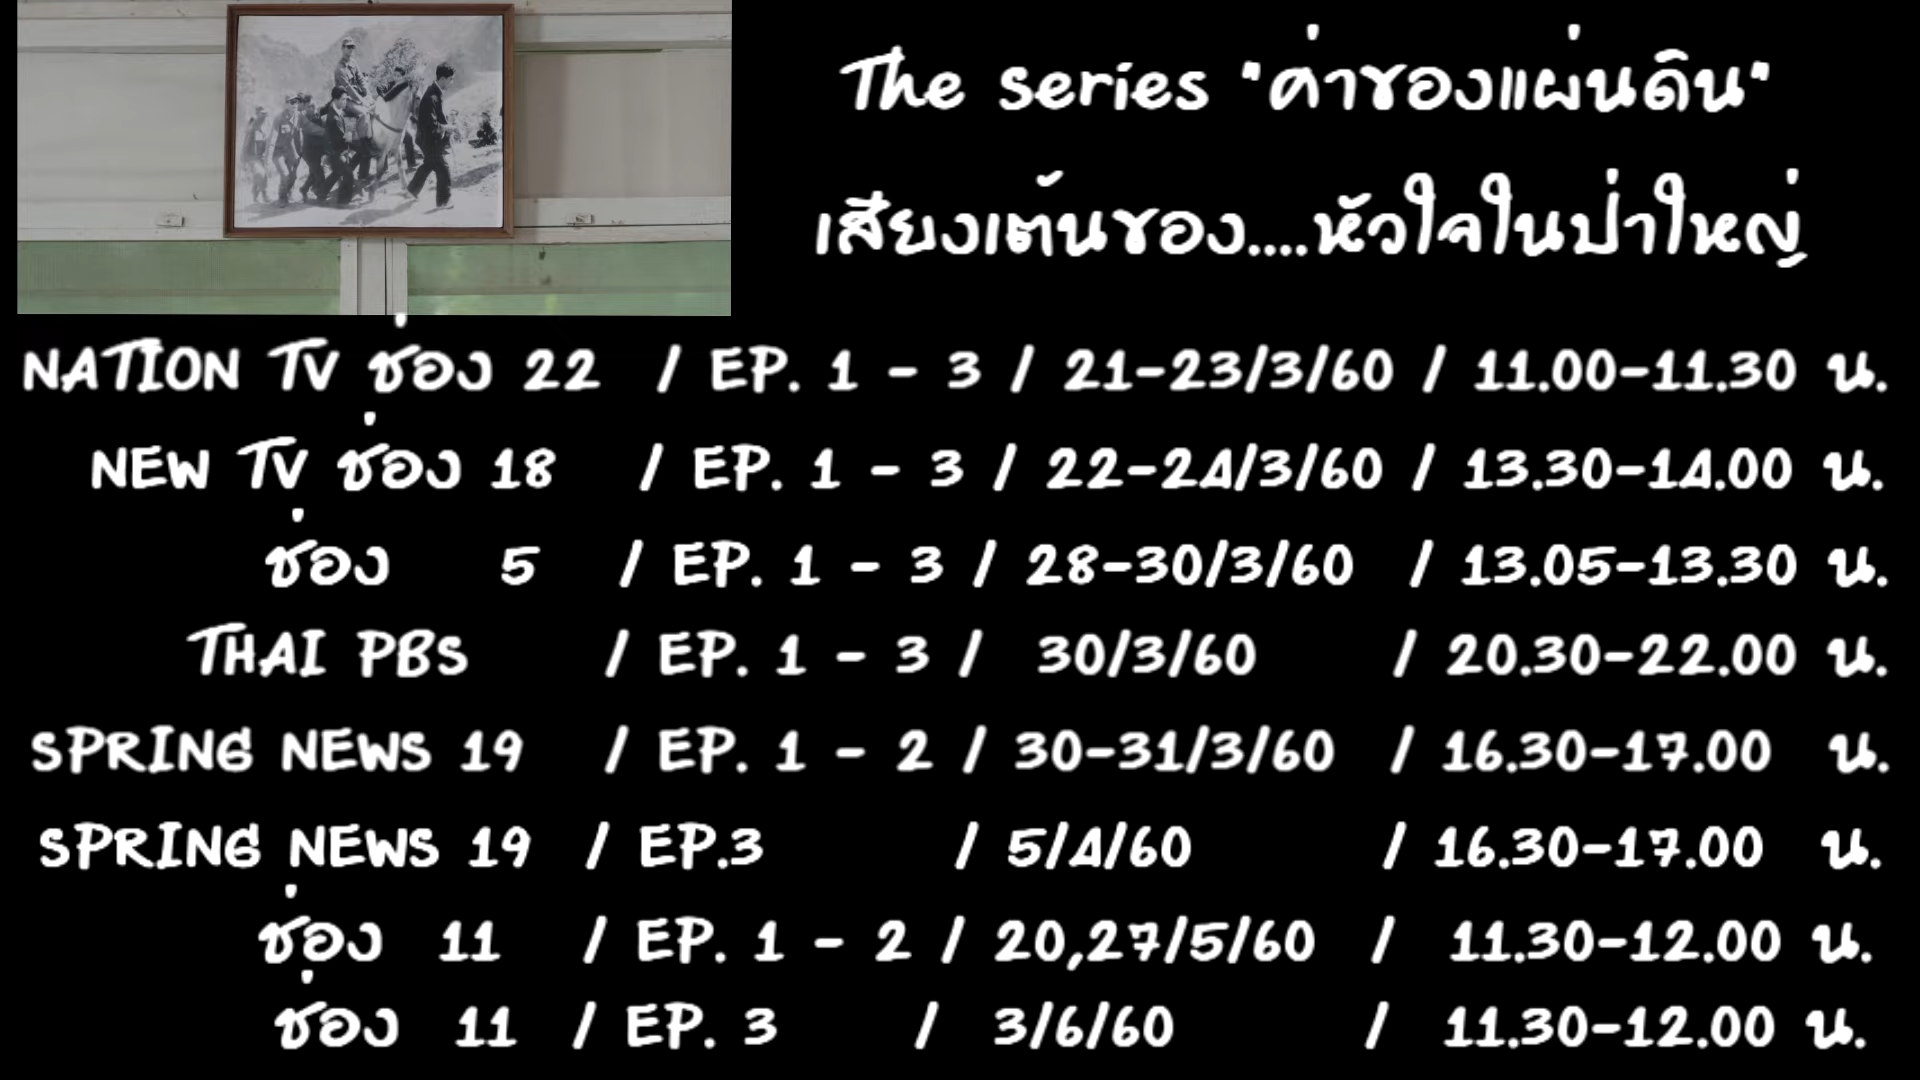 The series "ค่าของแผ่นดิน"
เสียงเต้นของ....หัวใจในป่าใหญ่
NATION TV ช่อง 22 / EP. 1 - 3 / 21-23/3/60 / 11.00-11.30 น.
NEW TV ช่อง 18 / EP. 1 - 3 / 22-24/3/60 / 13.30-14.00 น.
ช่อง 5 / EP. 1 - 3 / 28-30/3/60 / 13.05-13.30 น.
THAI PBS / EP. 1 - 3 / 30/3/60 / 20.30-22.00 น.
SPRING NEWS 19 / EP. 1 - 2 / 30-31/3/60 / 16.30-17.00 น.
SPRING NEWS 19 / EP.3 / 5/4/60 / 16.30-17.00 น.
ช่อง 11 / EP. 1 - 2 / 20,27/5/60 / 11.30-12.00 น.
ช่อง 11 / EP. 3 / 3/6/60 / 11.30-12.00 น.